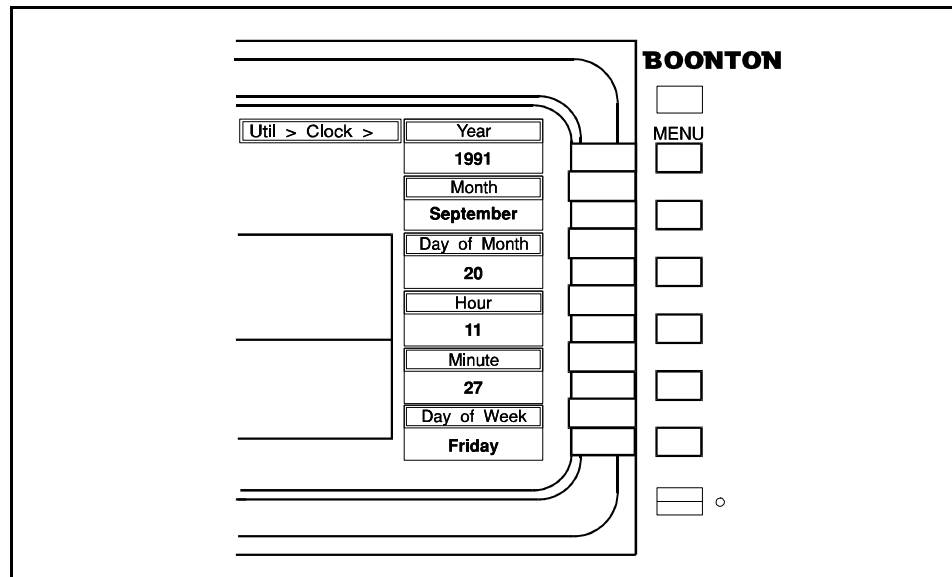 BOONTON
MENU
Util > Clock >
Year
1991
Month
September
Day of Month
20
Hour
11
Minute
27
Day of Week
Friday